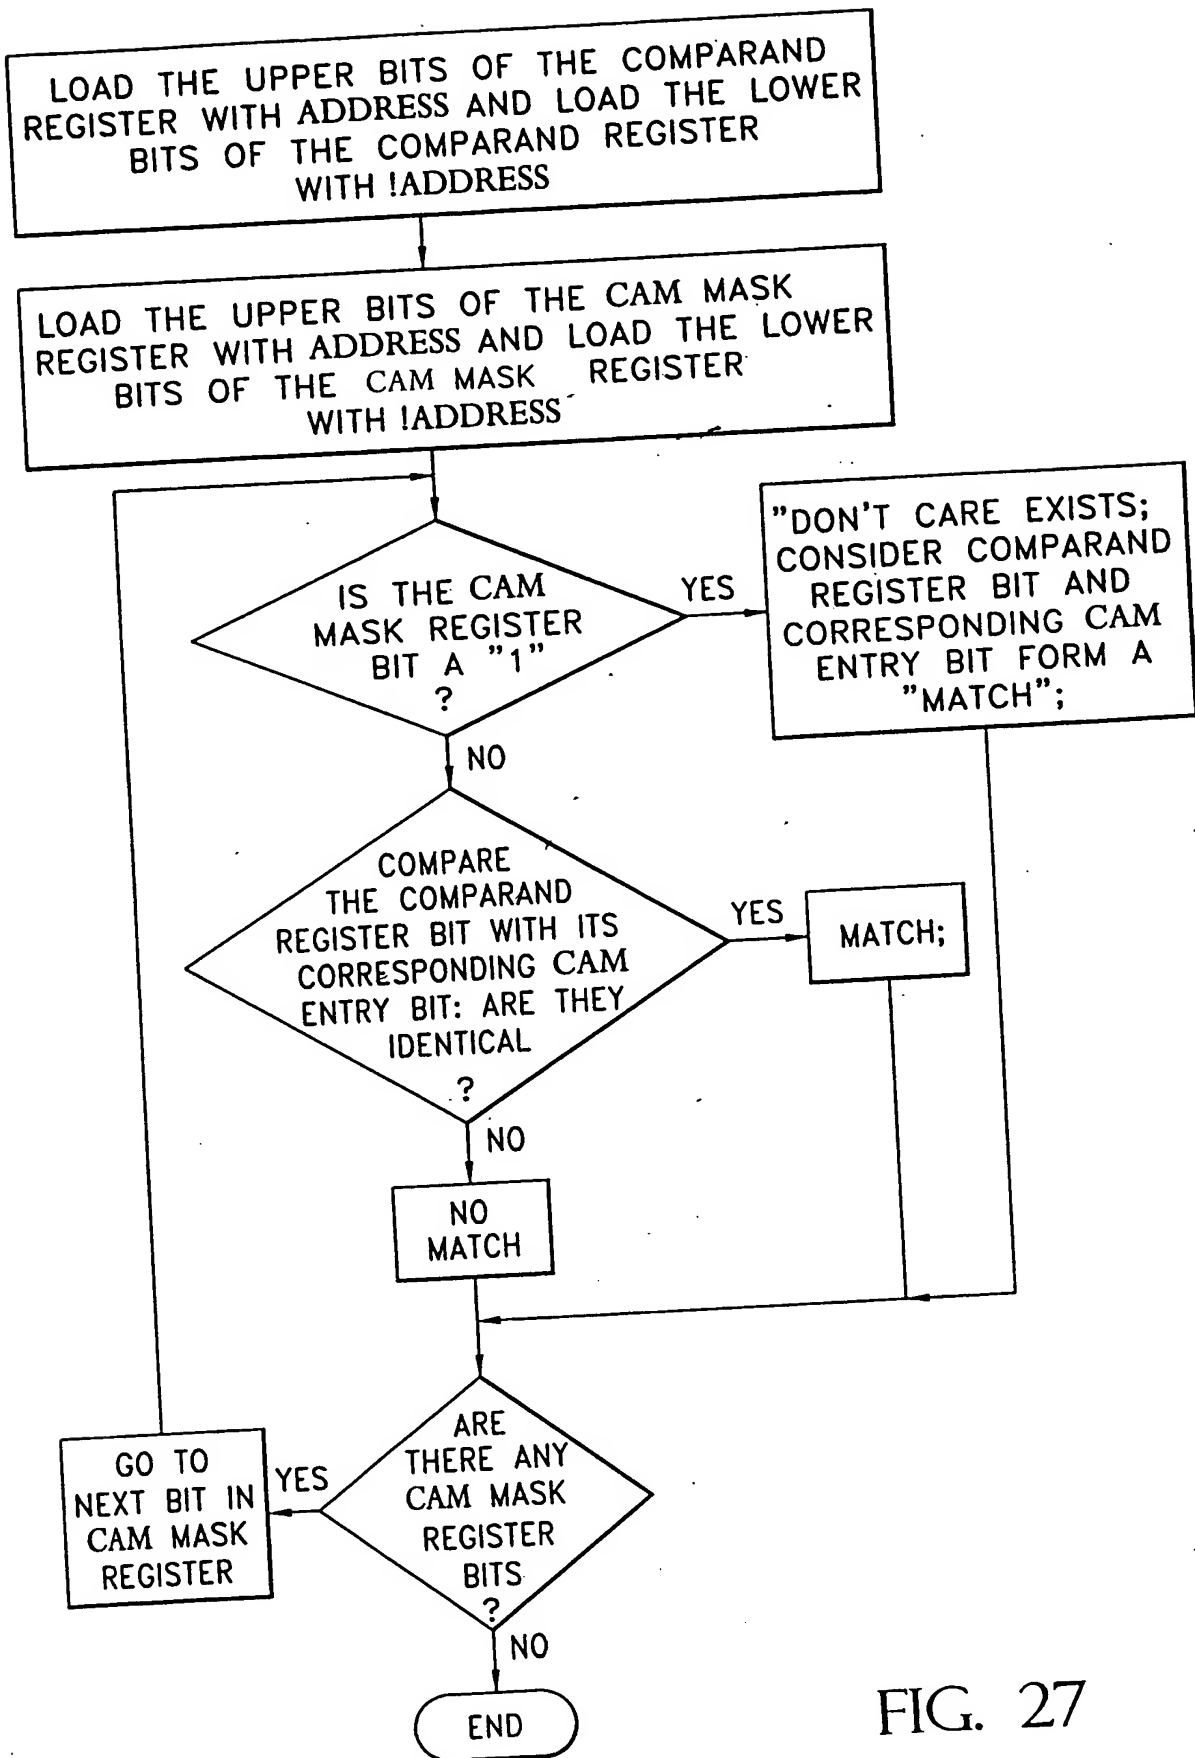 LOAD THE UPPER BITS OF THE COMPARAND
REGISTER WITH ADDRESS AND LOAD THE LOWER
BITS OF THE COMPARAND REGISTER
WITH !ADDRESS
LOAD THE UPPER BITS OF THE CAM MASK
REGISTER WITH ADDRESS AND LOAD THE LOWER
BITS OF THE CAM MASK REGISTER
WITH !ADDRESS
IS THE CAM
MASK REGISTER
BIT A "1"
?
YES
"DON'T CARE EXISTS;
CONSIDER COMPARAND
REGISTER BIT AND
CORRESPONDING CAM
ENTRY BIT FORM A
"MATCH";
NO
COMPARE
THE COMPARAND
REGISTER BIT WITH ITS
CORRESPONDING CAM
ENTRY BIT: ARE THEY
IDENTICAL
?
YES
MATCH;
NO
NO
MATCH
ARE
THERE ANY
CAM MASK
REGISTER
BITS
?
YES
GO TO
NEXT BIT IN
CAM MASK
REGISTER
NO
END
FIG. 27